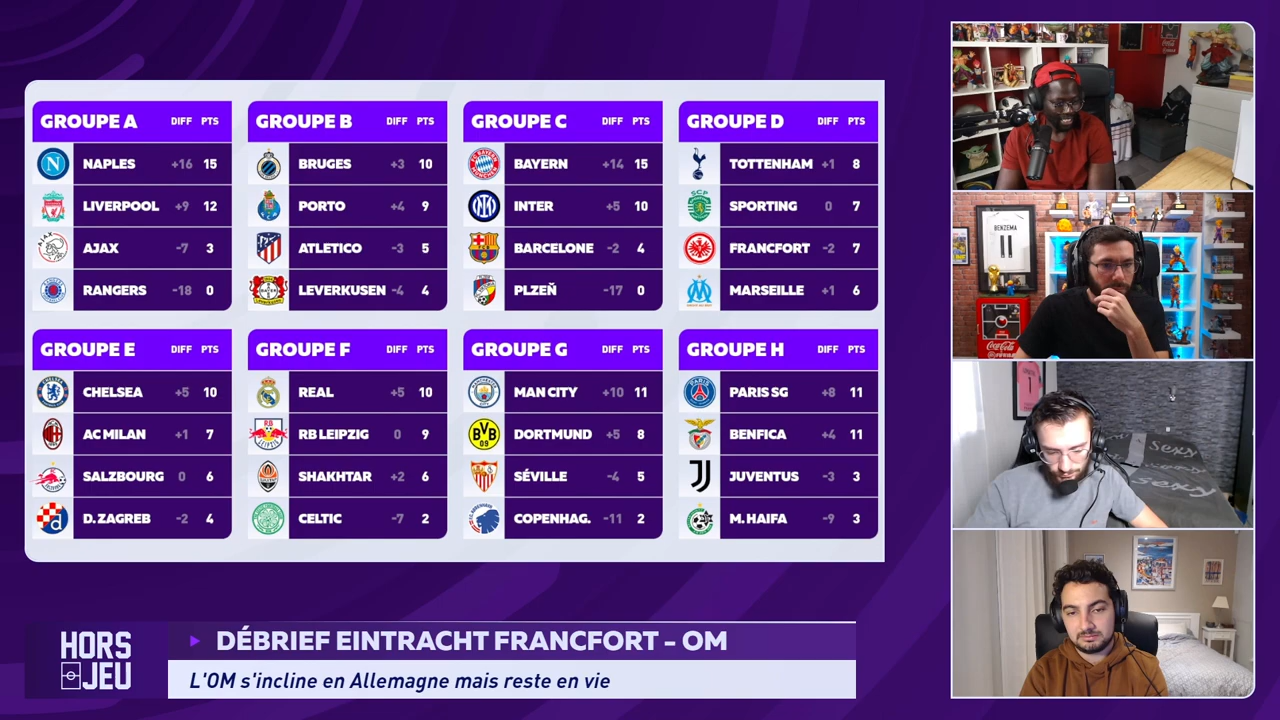 GROUPE A DIFF PTS
NAPLES +16 15
LIVERPOOL +9 12
AJAX -7 3
RANGERS -18 0
GROUPE B DIFF PTS
BRUGES +3 10
PORTO +4 9
ATLETICO -3 5
LEVERKUSEN -4 4
GROUPE C DIFF PTS
BAYERN +14 15
INTER +5 10
BARCELONE -2 4
PLZEŇ -17 0
GROUPE D DIFF PTS
TOTTENHAM +1 8
SPORTING 0 7
FRANCFORT -2 7
MARSEILLE +1 6
GROUPE E DIFF PTS
CHELSEA +5 10
AC MILAN +1 7
SALZBOURG 0 6
D. ZAGREB -2 4
GROUPE F DIFF PTS
REAL +5 10
RB LEIPZIG 0 9
SHAKHTAR +2 6
CELTIC -7 2
GROUPE G DIFF PTS
MAN CITY +10 11
DORTMUND +5 8
SÉVILLE -4 5
COPENHAG. -11 2
GROUPE H DIFF PTS
PARIS SG +8 11
BENFICA +4 11
JUVENTUS -3 3
M. HAIFA -9 3
BENZEMA
11
Coca-Cola
1
sexy
sexy
HORS
JEU
DÉBRIEF EINTRACHT FRANCFORT - OM
L'OM s'incline en Allemagne mais reste en vie